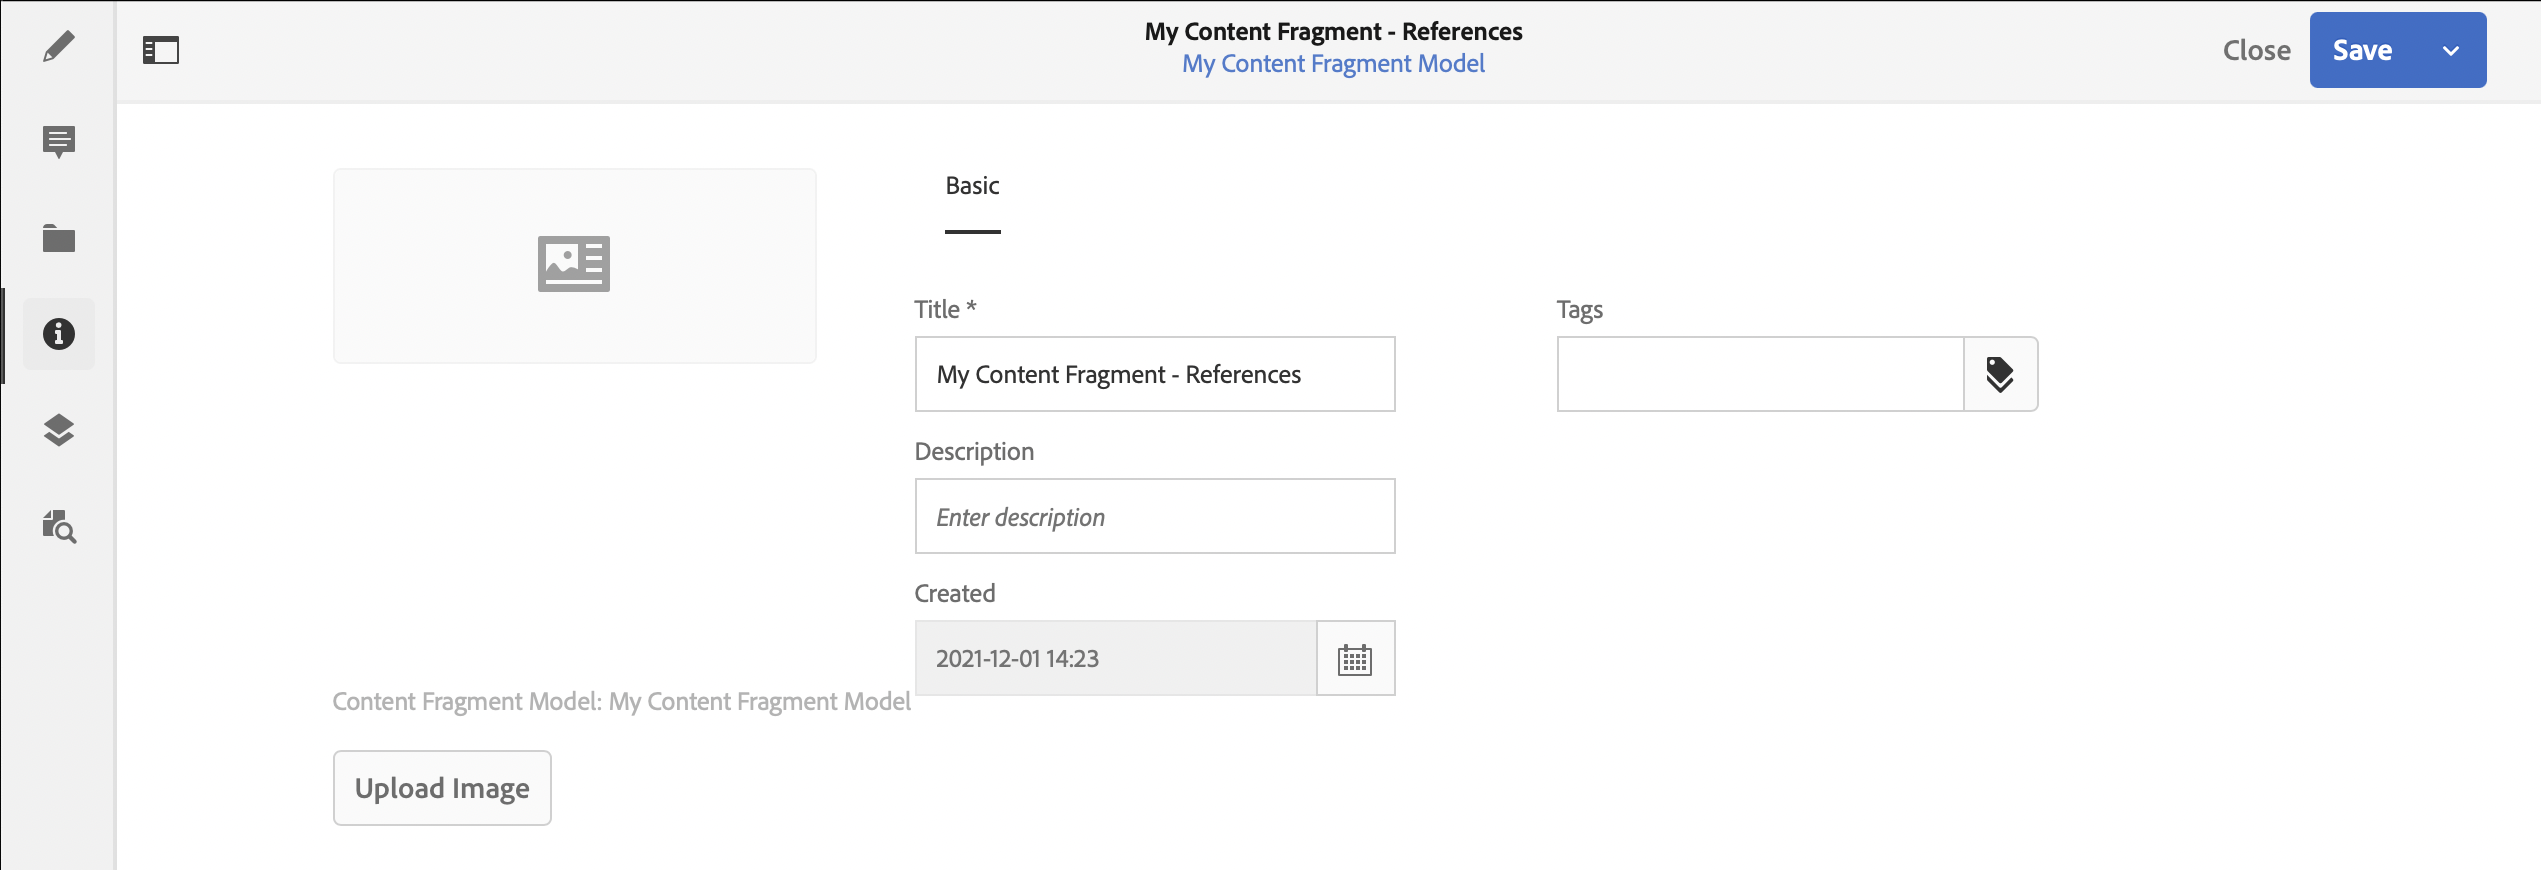 My Content Fragment - References
My Content Fragment Model
Close
Save
Basic
Title *
My Content Fragment - References
Tags
Description
Enter description
Created
2021-12-01 14:23
Content Fragment Model: My Content Fragment Model
Upload Image